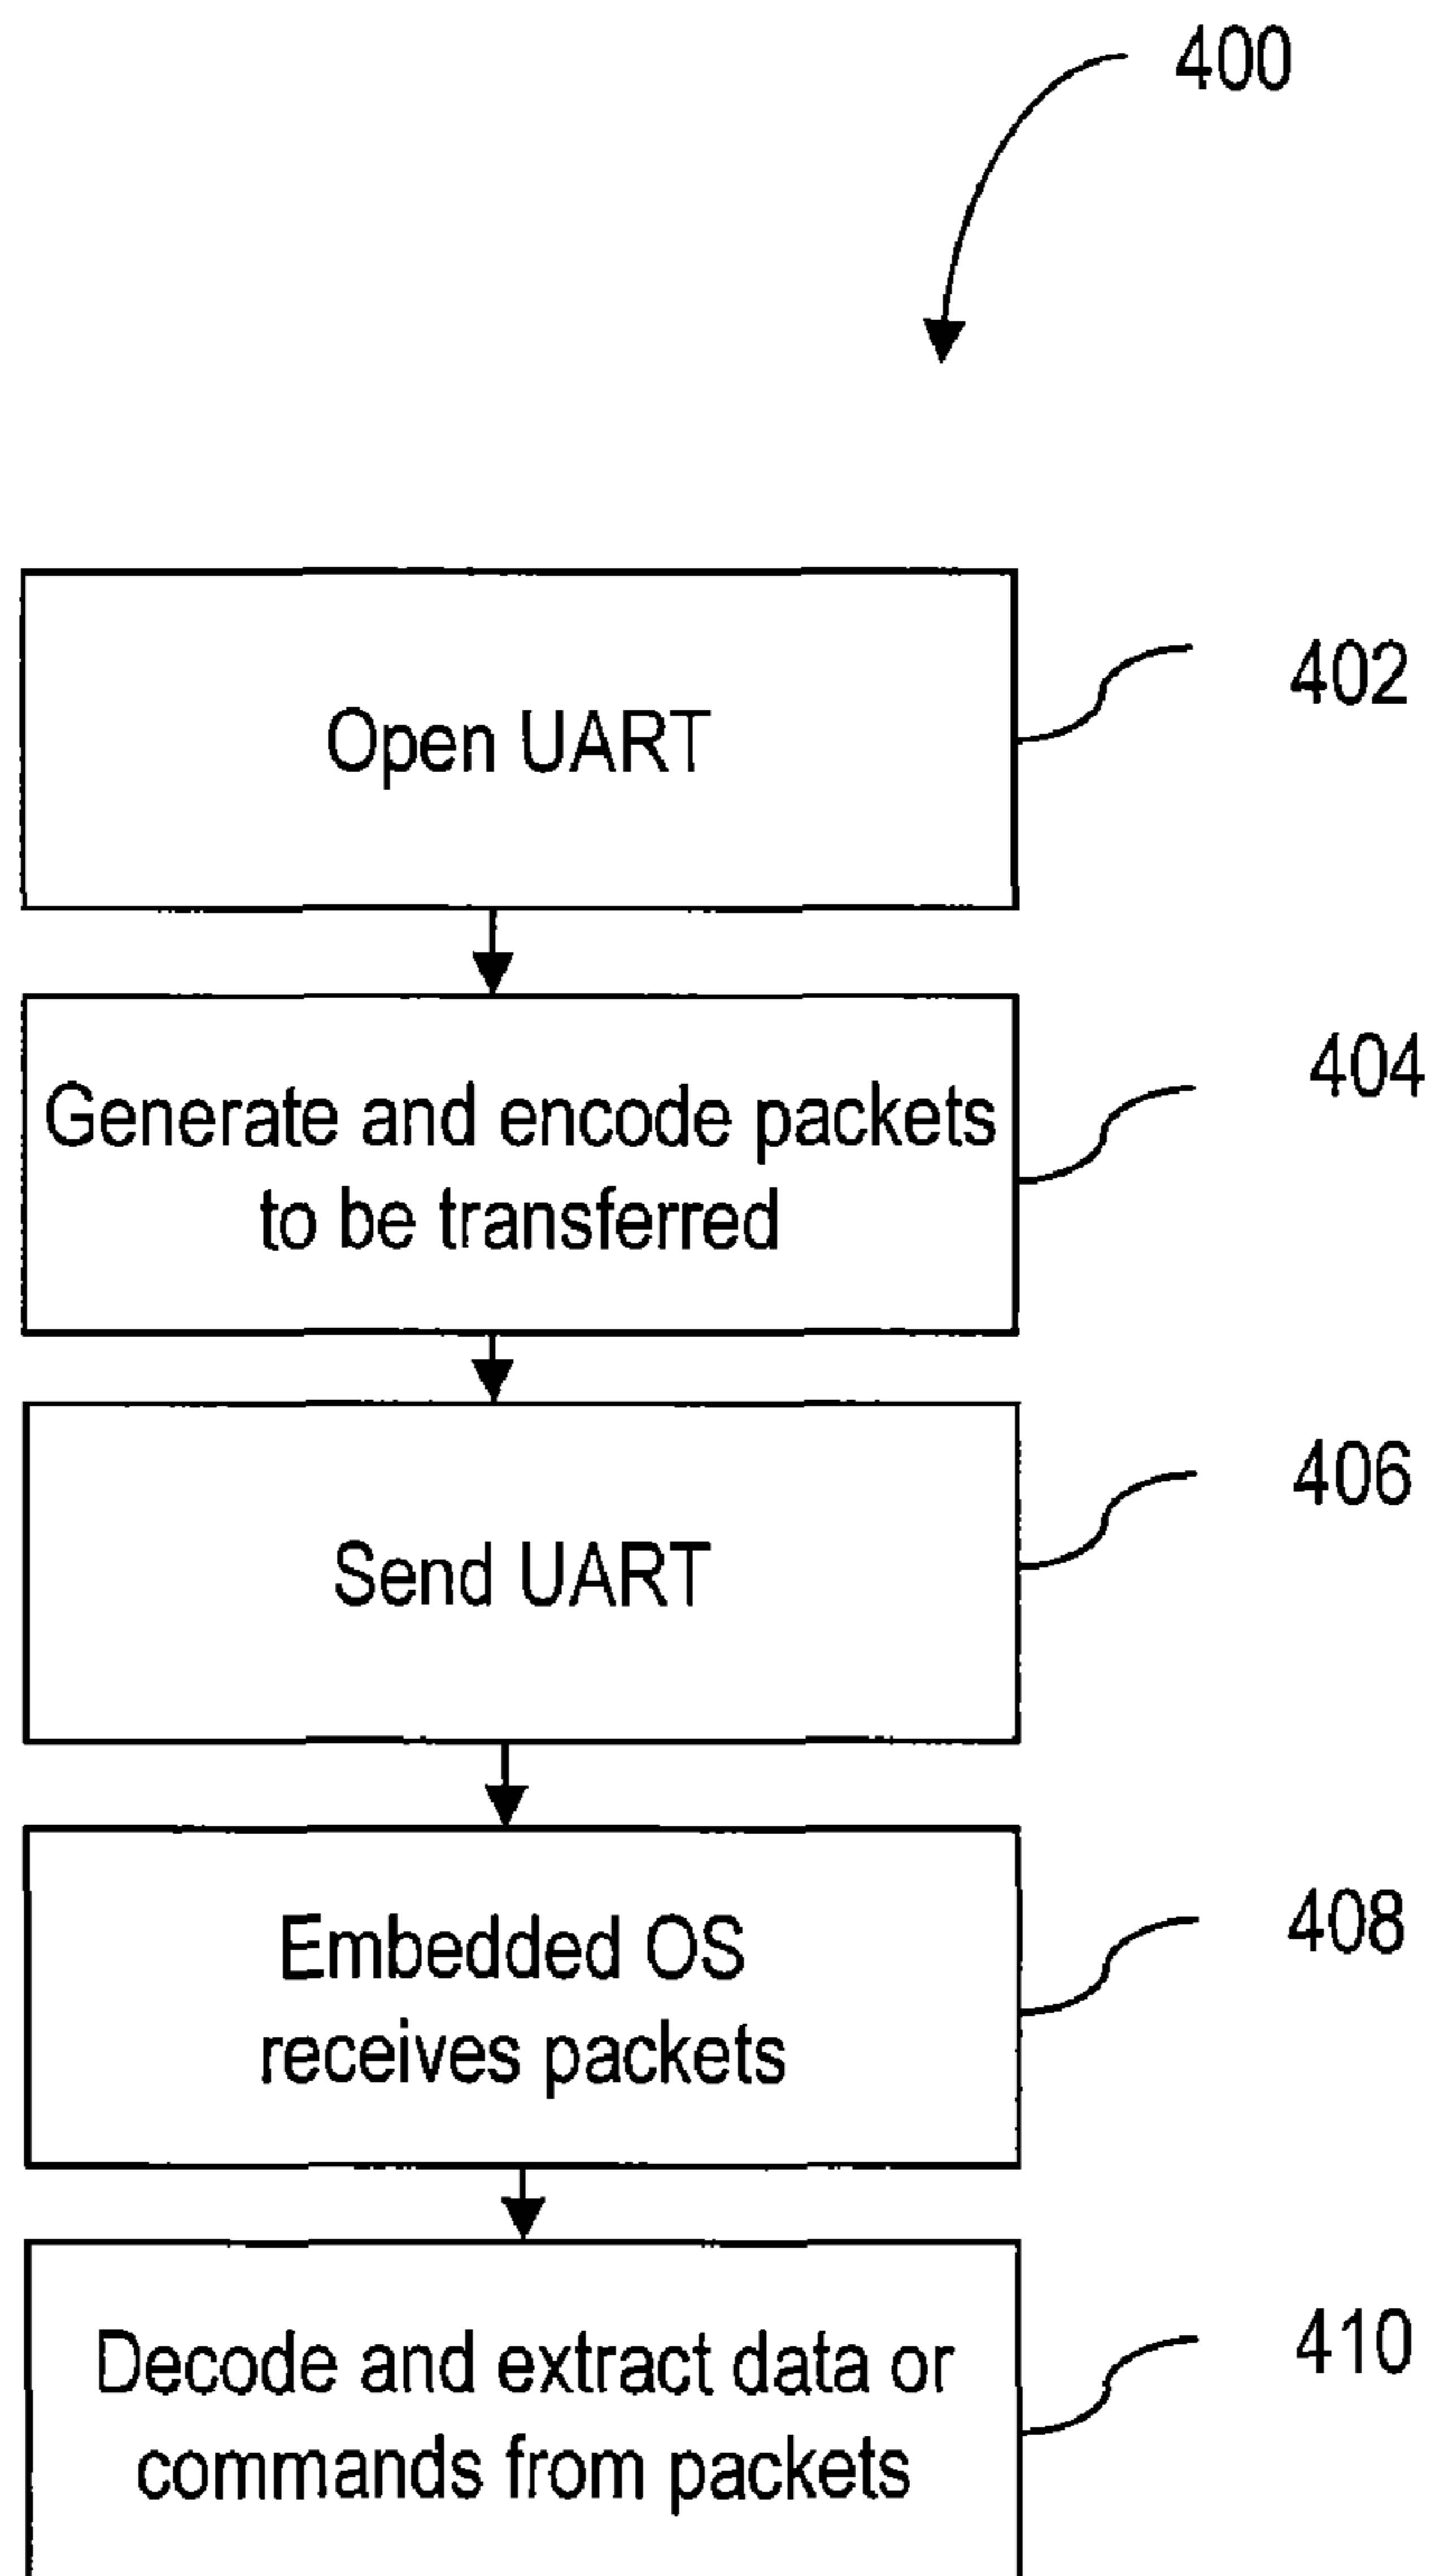 400
Open UART
402
Generate and encode packets
to be transferred
404
Send UART
406
Embedded OS
receives packets
408
Decode and extract data or
commands from packets
410